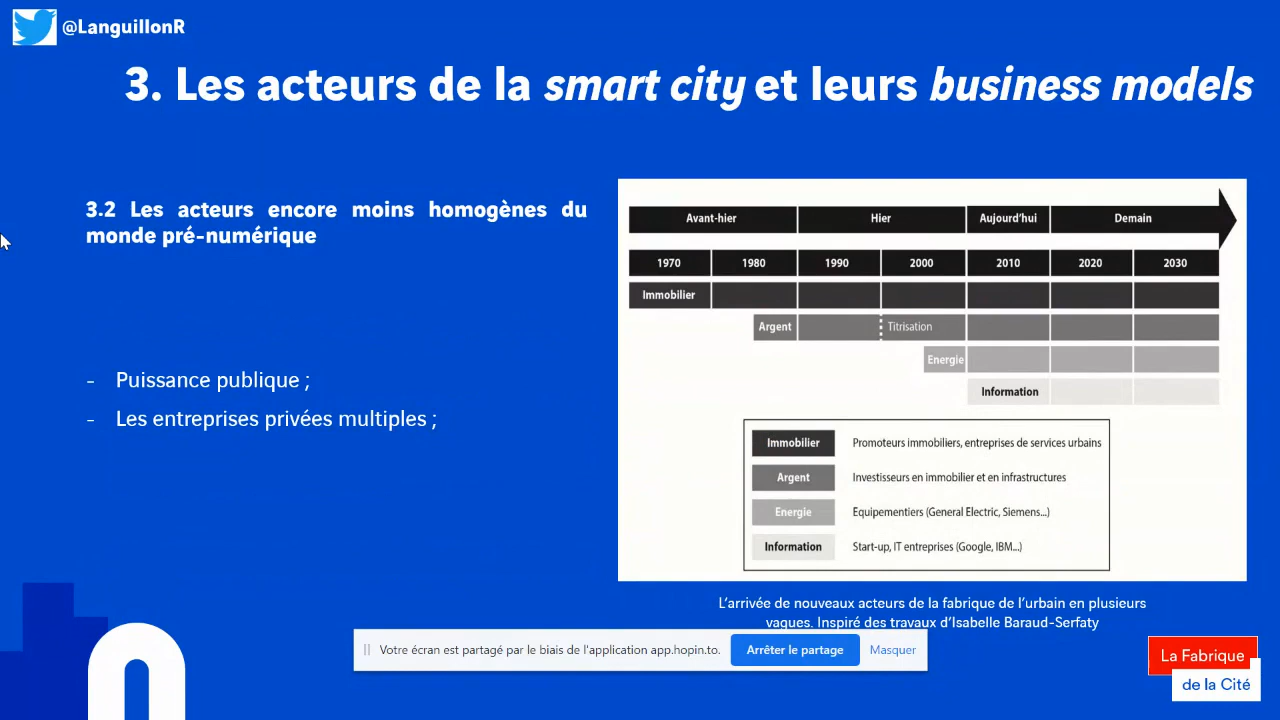 @LanguillonR
3. Les acteurs de la smart city et leurs business models
3.2 Les acteurs encore moins homogènes du
monde pré-numérique
- Puissance publique ;
- Les entreprises privées multiples ;
Avant-hier Hier Aujourd'hui Demain
1970 1980 1990 2000 2010 2020 2030
Immobilier
Argent Titrisation
Energie
Information
Immobilier Promoteurs immobiliers, entreprises de services urbains
Argent Investisseurs en immobilier et en infrastructures
Energie Equipementiers (General Electric, Siemens...)
Information Start-up, IT entreprises (Google, IBM...)
L'arrivée de nouveaux acteurs de la fabrique de l'urbain en plusieurs
vagues. Inspiré des travaux d'Isabelle Baraud-Serfaty
Votre écran est partagé par le biais de l'application app.hopin.to. Arrêter le partage Masquer
La Fabrique
de la Cité